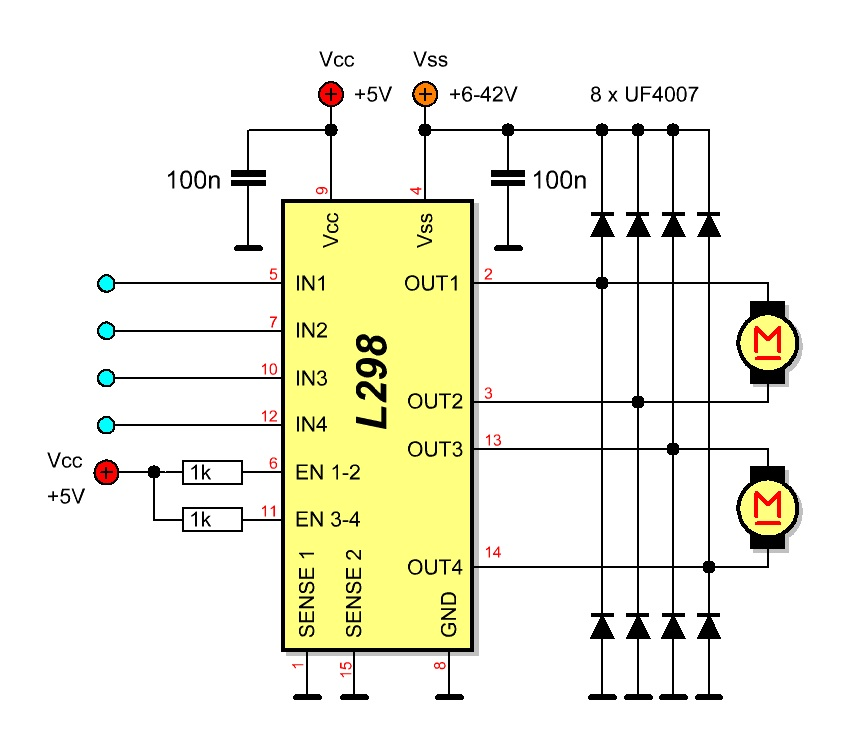 Vcc
Vss
+5V
+6-42V
8 x UF4007
100n
100n
9
4
Vcc
Vss
5
IN1
OUT1
2
7
IN2
10
IN3
OUT2
3
12
IN4
OUT3
13
L298
M
M
Vcc
+5V
1k
6
EN 1-2
1k
11
EN 3-4
OUT4
14
SENSE 1
SENSE 2
GND
1
15
8